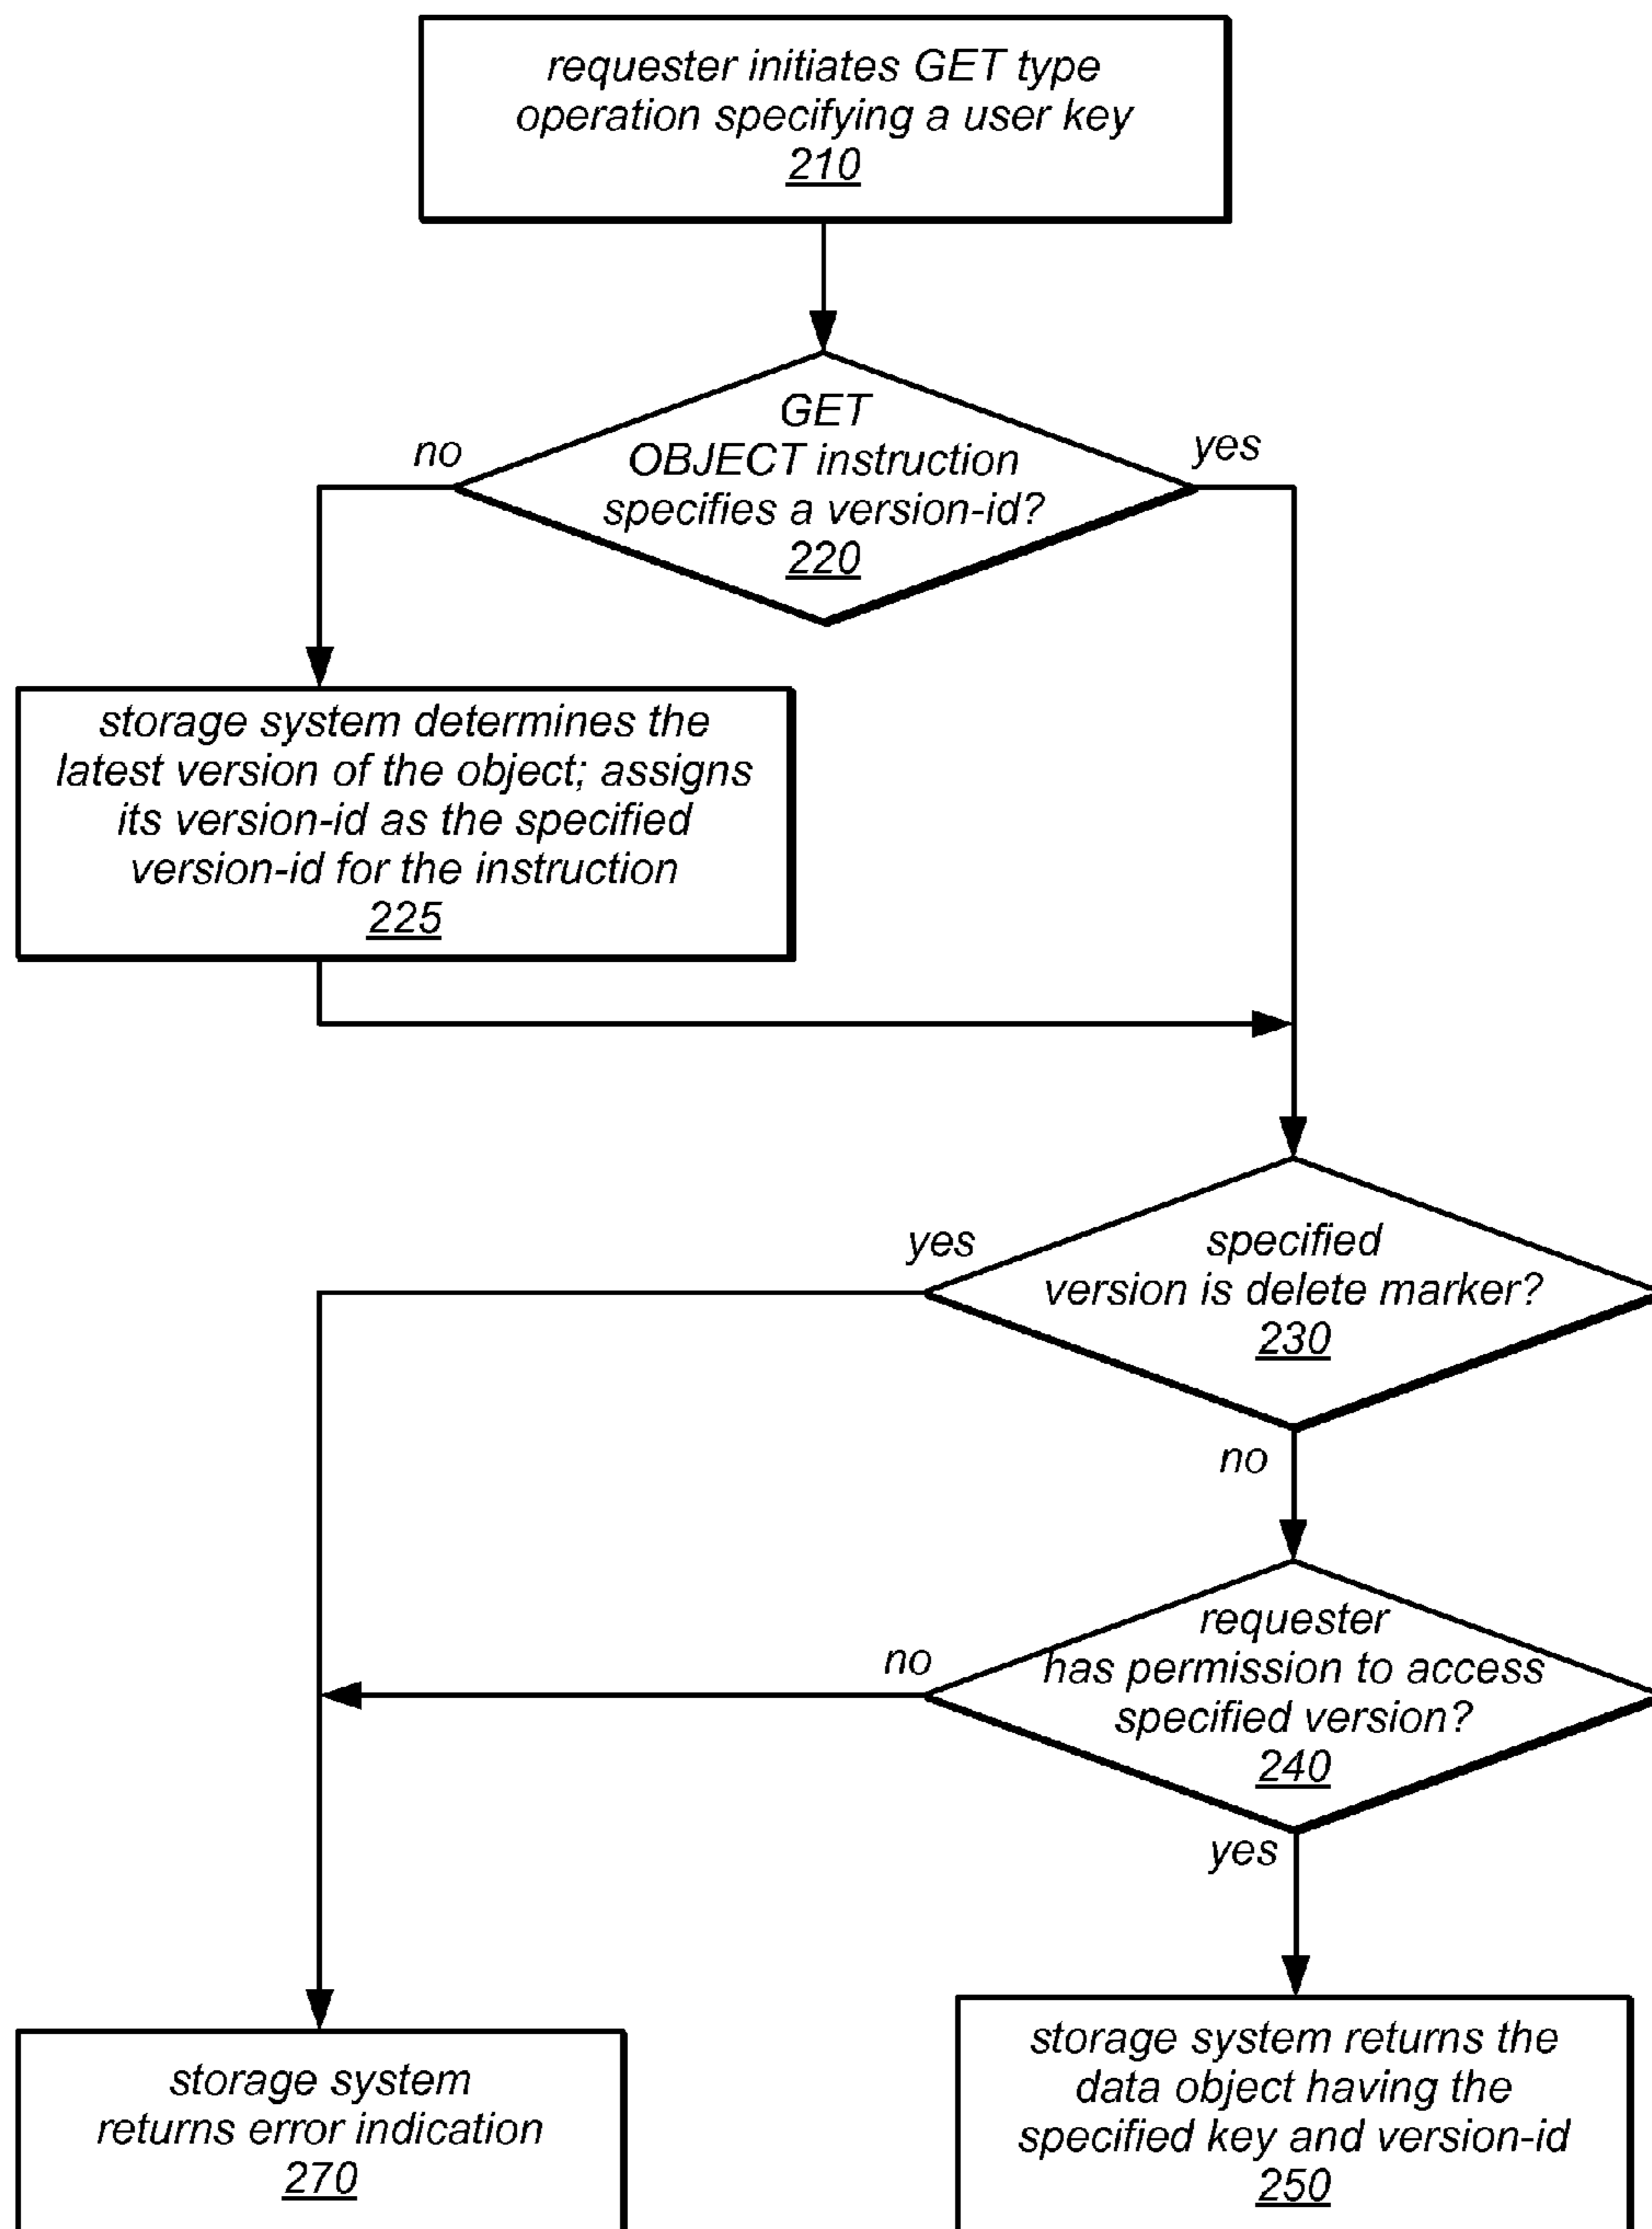 requester initiates GET type
operation specifying a user key
210
GET
OBJECT instruction
specifies a version-id?
220
no
yes
storage system determines the
latest version of the object; assigns
its version-id as the specified
version-id for the instruction
225
specified
version is delete marker?
230
yes
no
requester
has permission to access
specified version?
240
no
yes
storage system
returns error indication
270
storage system returns the
data object having the
specified key and version-id
250